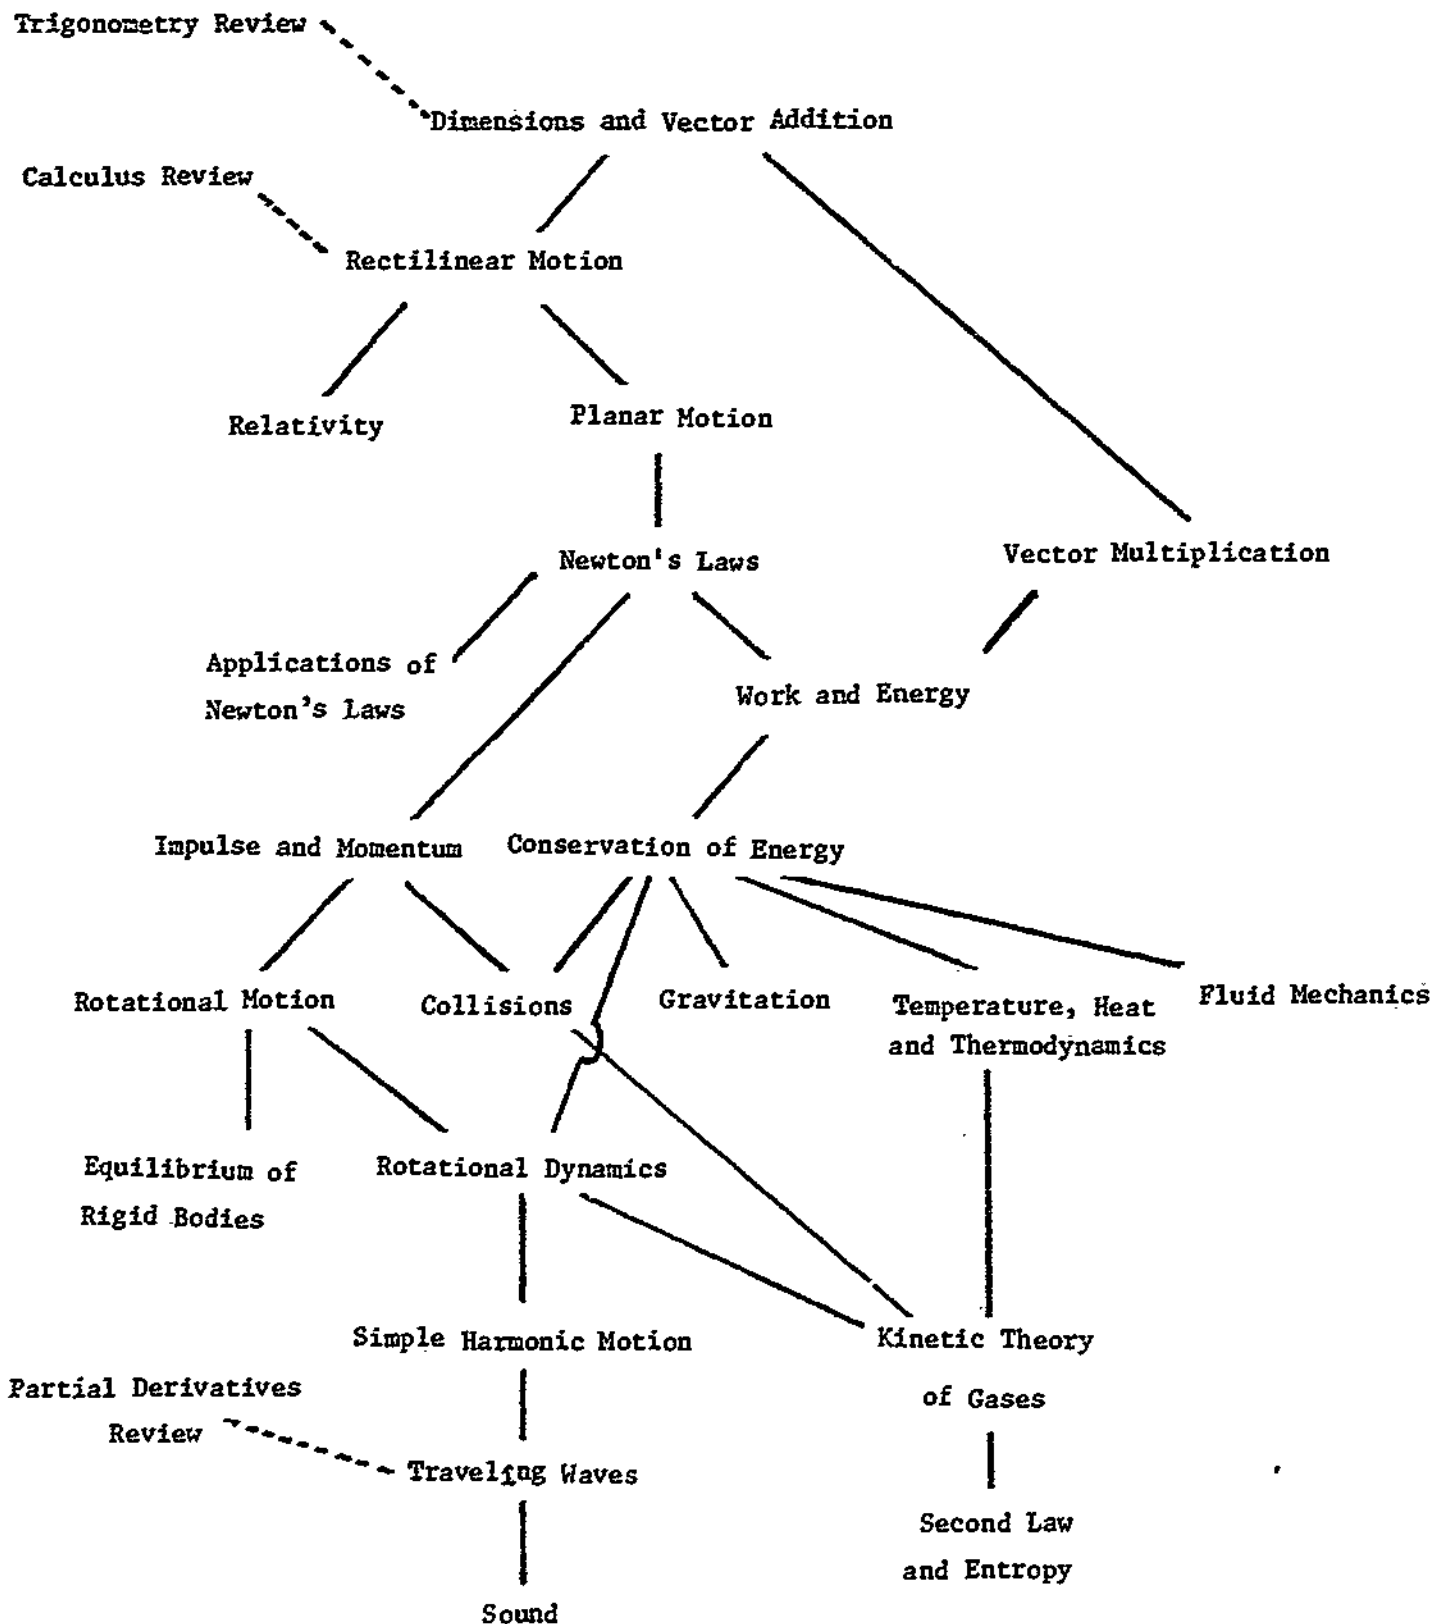 Trigonometry Review
Dimensions and Vector Addition
Calculus Review
Rectilinear Motion
Relativity
Planar Motion
Newton's Laws
Vector Multiplication
Applications of
Newton's Laws
Work and Energy
Impulse and Momentum
Conservation of Energy
Rotational Motion
Collisions
Gravitation
Temperature, Heat
and Thermodynamics
Fluid Mechanics
Equilibrium of
Rigid Bodies
Rotational Dynamics
Simple Harmonic Motion
Kinetic Theory
of Gases
Partial Derivatives
Review
Traveling Waves
Second Law
and Entropy
Sound